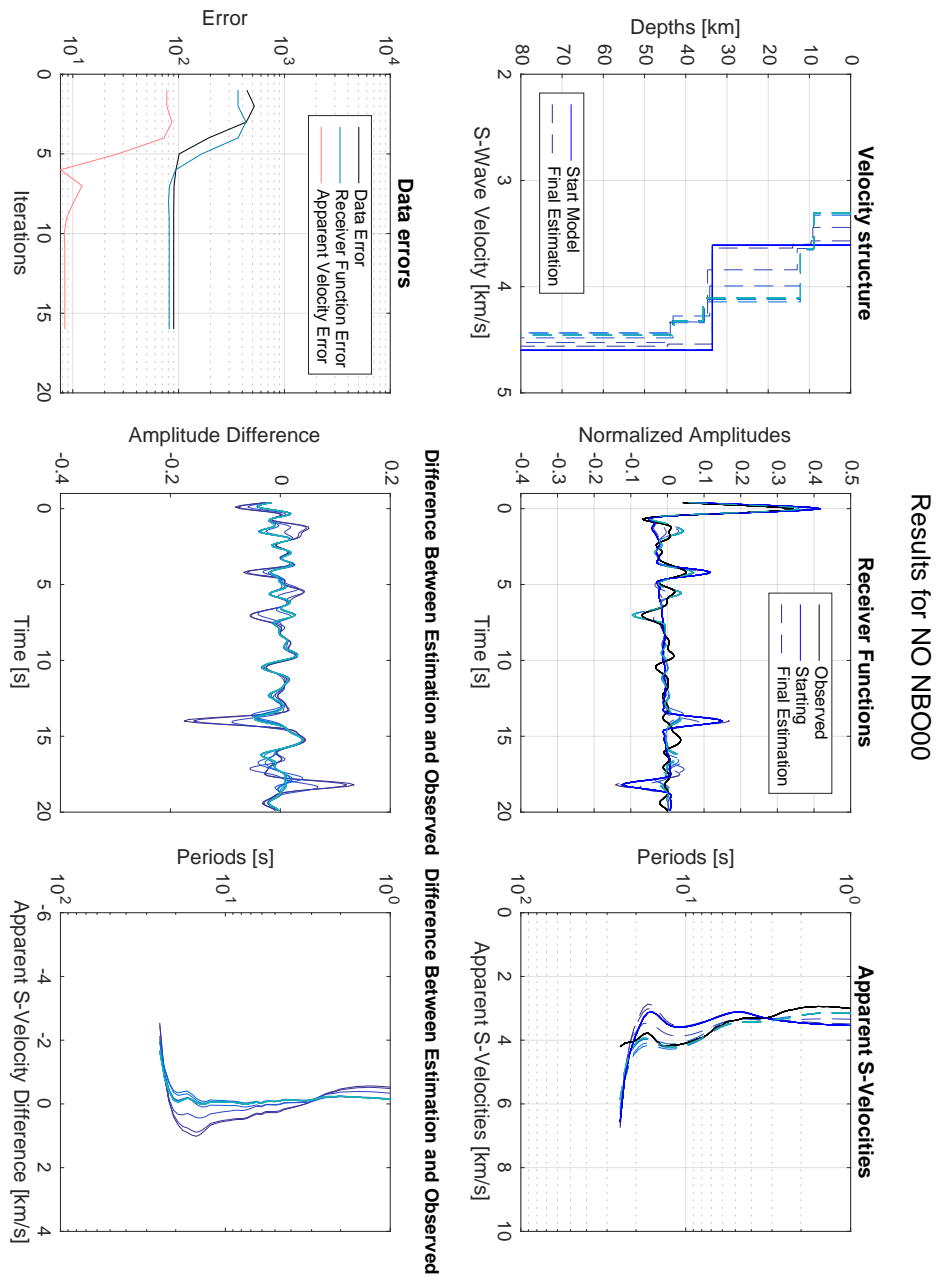 Results for NO NBO00
Velocity structure
0
10
20
30
40
50
60
70
80
Depths [km]
2
3
4
5
S-Wave Velocity [km/s]
Start Model
Final Estimation
Receiver Functions
0.5
0.4
0.3
0.2
0.1
0
-0.1
-0.2
-0.3
Normalized Amplitudes
0
5
10
15
20
Time [s]
Observed
Starting
Final Estimation
Apparent S-Velocities
10^0
10^1
10^2
Periods [s]
0
2
4
6
8
10
Apparent S-Velocities [km/s]
Data errors
10^4
10^3
10^2
10^1
Error
0
5
10
15
20
Iterations
Data Error
Receiver Function Error
Apparent Velocity Error
Difference Between Estimation and Observed
0.2
0
-0.2
-0.4
Amplitude Difference
0
5
10
15
20
Time [s]
Difference Between Estimation and Observed
10^0
10^1
10^2
Periods [s]
-6
-4
-2
0
2
4
Apparent S-Velocity Difference [km/s]